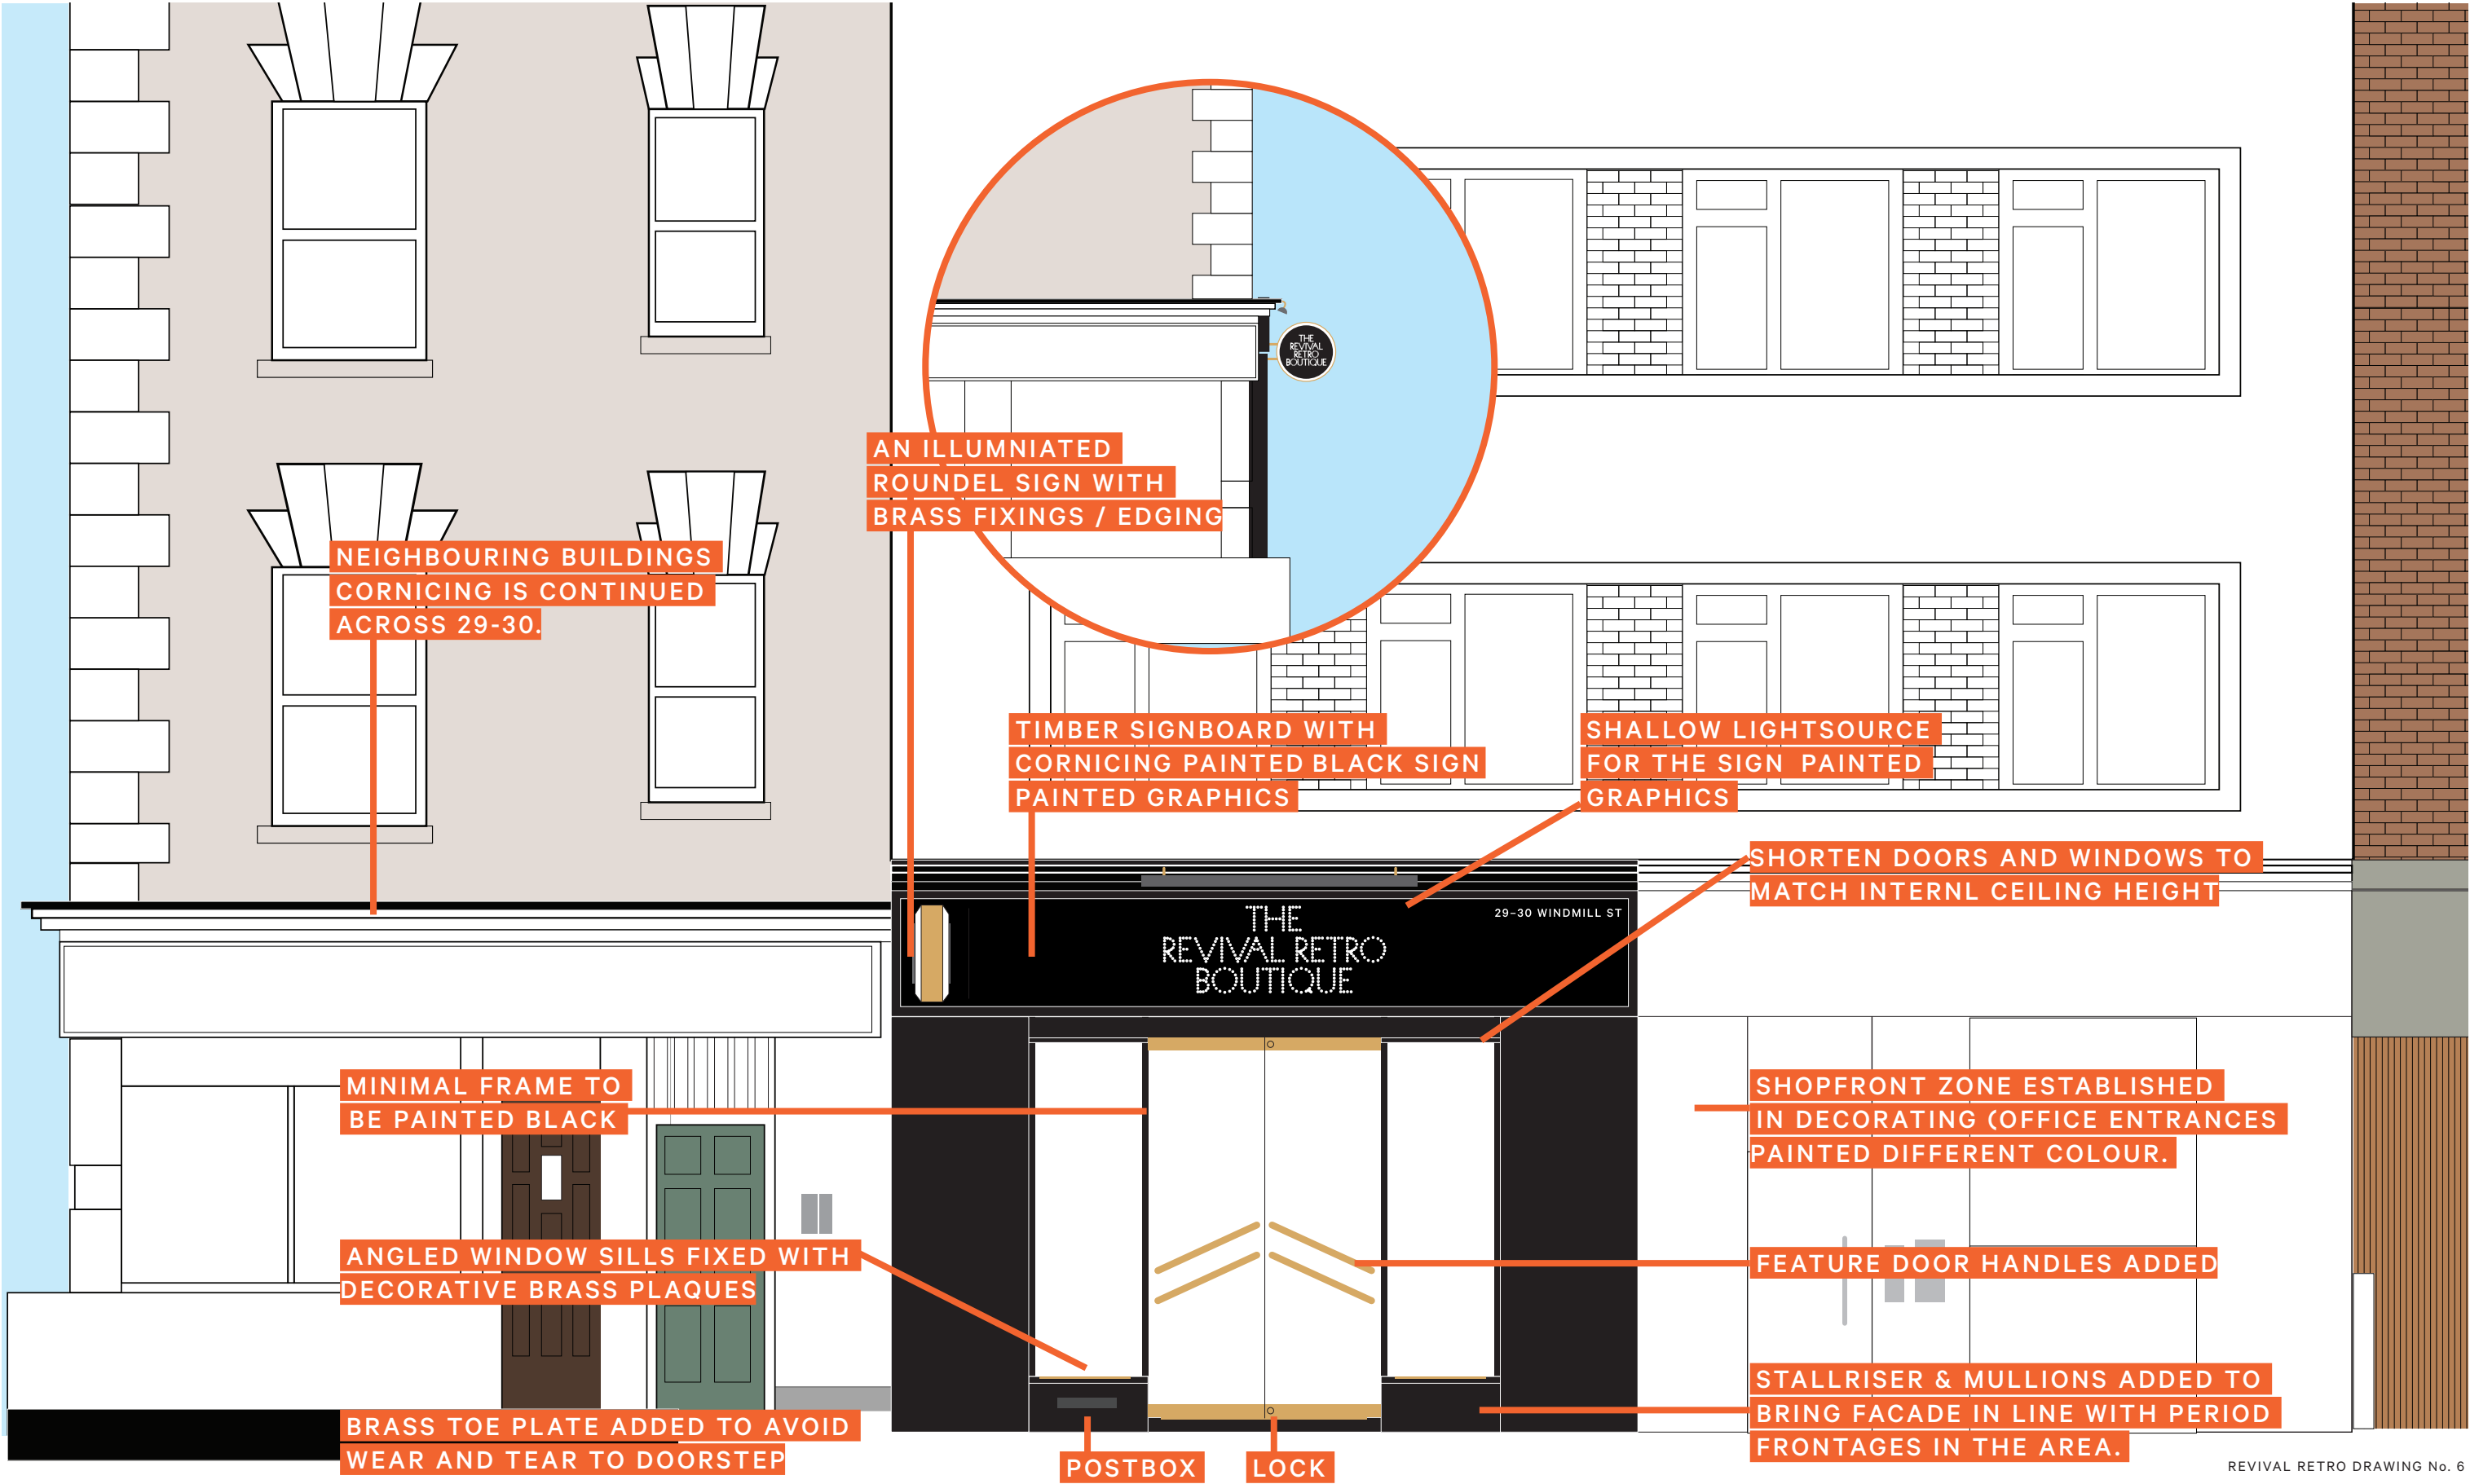 THE
REVIVAL
RETRO
BOUTIQUE
AN ILLUMNIATED
ROUNDEL SIGN WITH
BRASS FIXINGS / EDGING
NEIGHBOURING BUILDINGS
CORNICING IS CONTINUED
ACROSS 29-30.
TIMBER SIGNBOARD WITH
CORNICING PAINTED BLACK SIGN
PAINTED GRAPHICS
SHALLOW LIGHTSOURCE
FOR THE SIGN PAINTED
GRAPHICS
SHORTEN DOORS AND WINDOWS TO
MATCH INTERNL CEILING HEIGHT
29-30 WINDMILL ST
THE
REVIVAL RETRO
BOUTIQUE
MINIMAL FRAME TO
BE PAINTED BLACK
SHOPFRONT ZONE ESTABLISHED
IN DECORATING (OFFICE ENTRANCES
PAINTED DIFFERENT COLOUR.
ANGLED WINDOW SILLS FIXED WITH
DECORATIVE BRASS PLAQUES
FEATURE DOOR HANDLES ADDED
STALLRISER & MULLIONS ADDED TO
BRING FACADE IN LINE WITH PERIOD
FRONTAGES IN THE AREA.
BRASS TOE PLATE ADDED TO AVOID
WEAR AND TEAR TO DOORSTEP
POSTBOX
LOCK
REVIVAL RETRO DRAWING No. 6